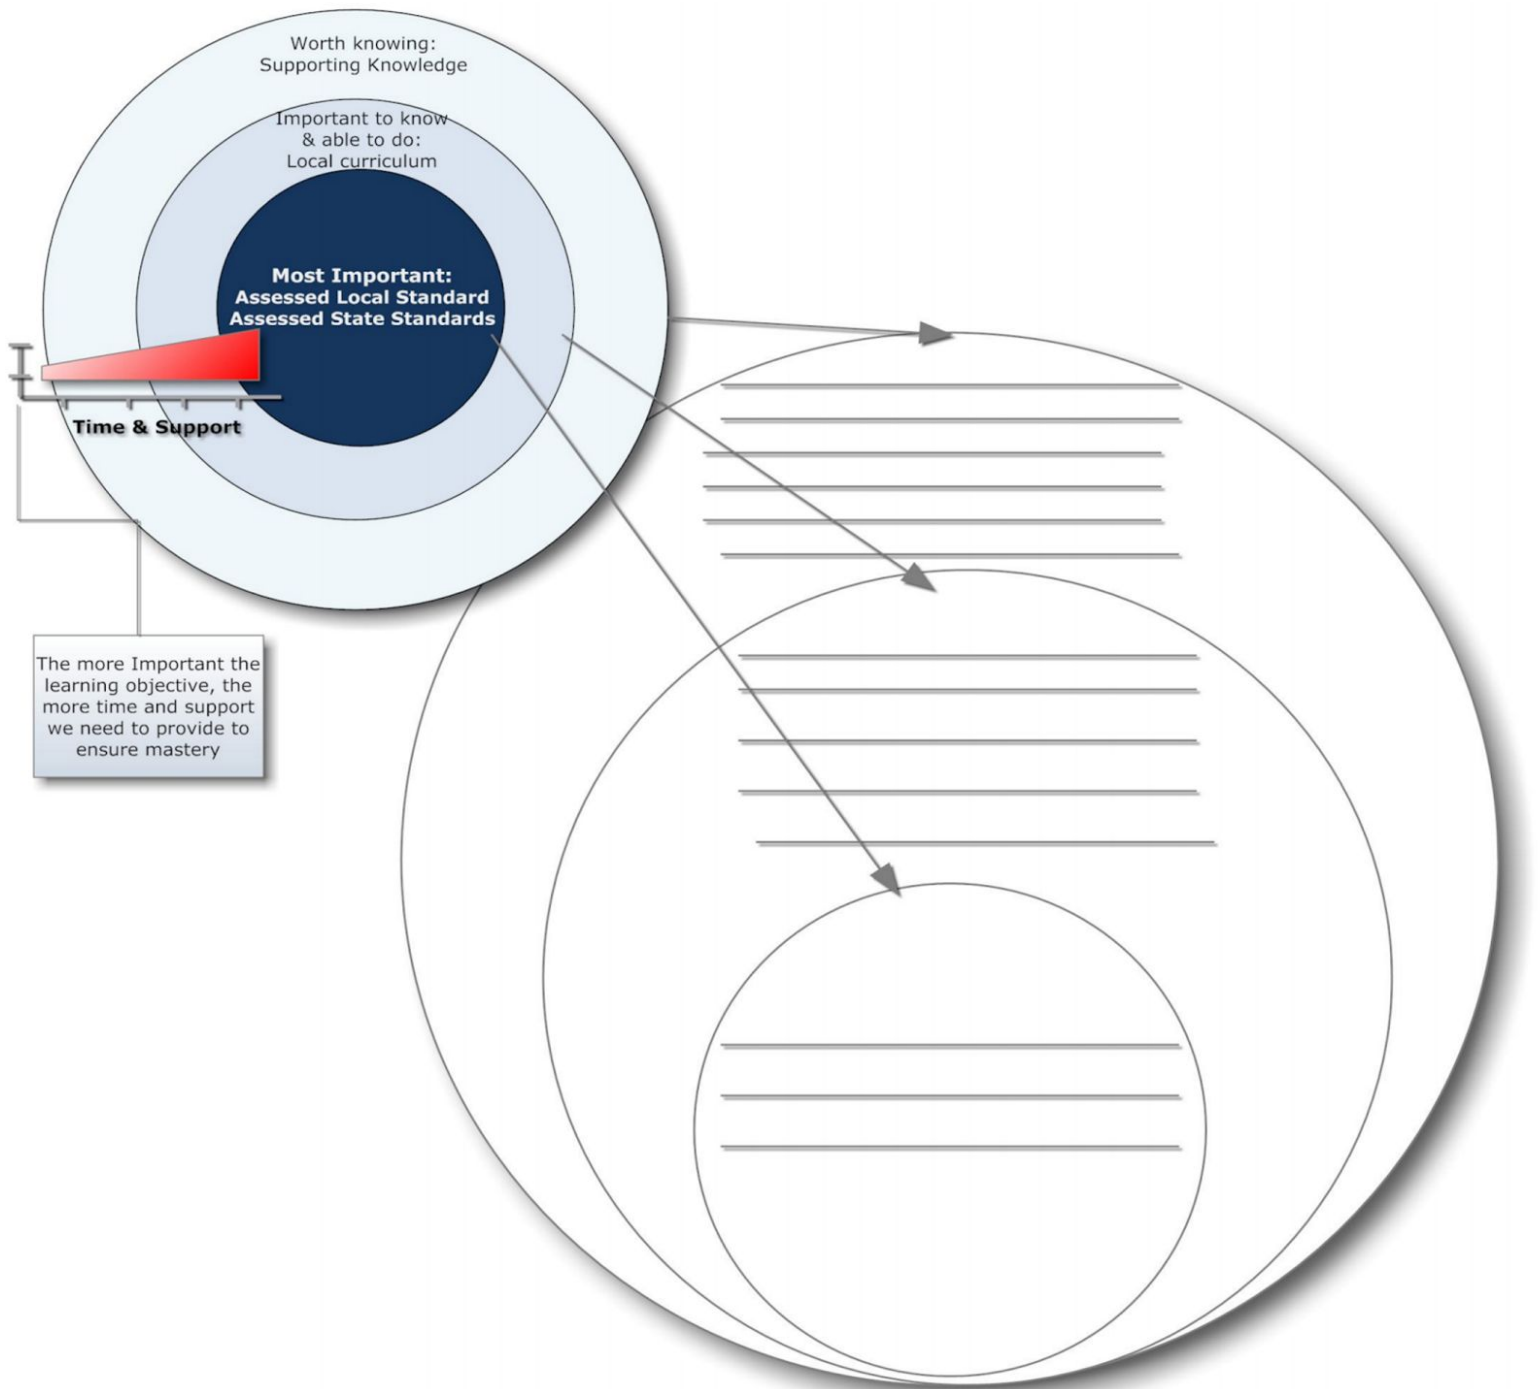 Worth knowing:
Supporting Knowledge
Important to know
& able to do:
Local curriculum
Most Important:
Assessed Local Standard
Assessed State Standards
Time & Support
The more Important the
learning objective, the
more time and support
we need to provide to
ensure mastery